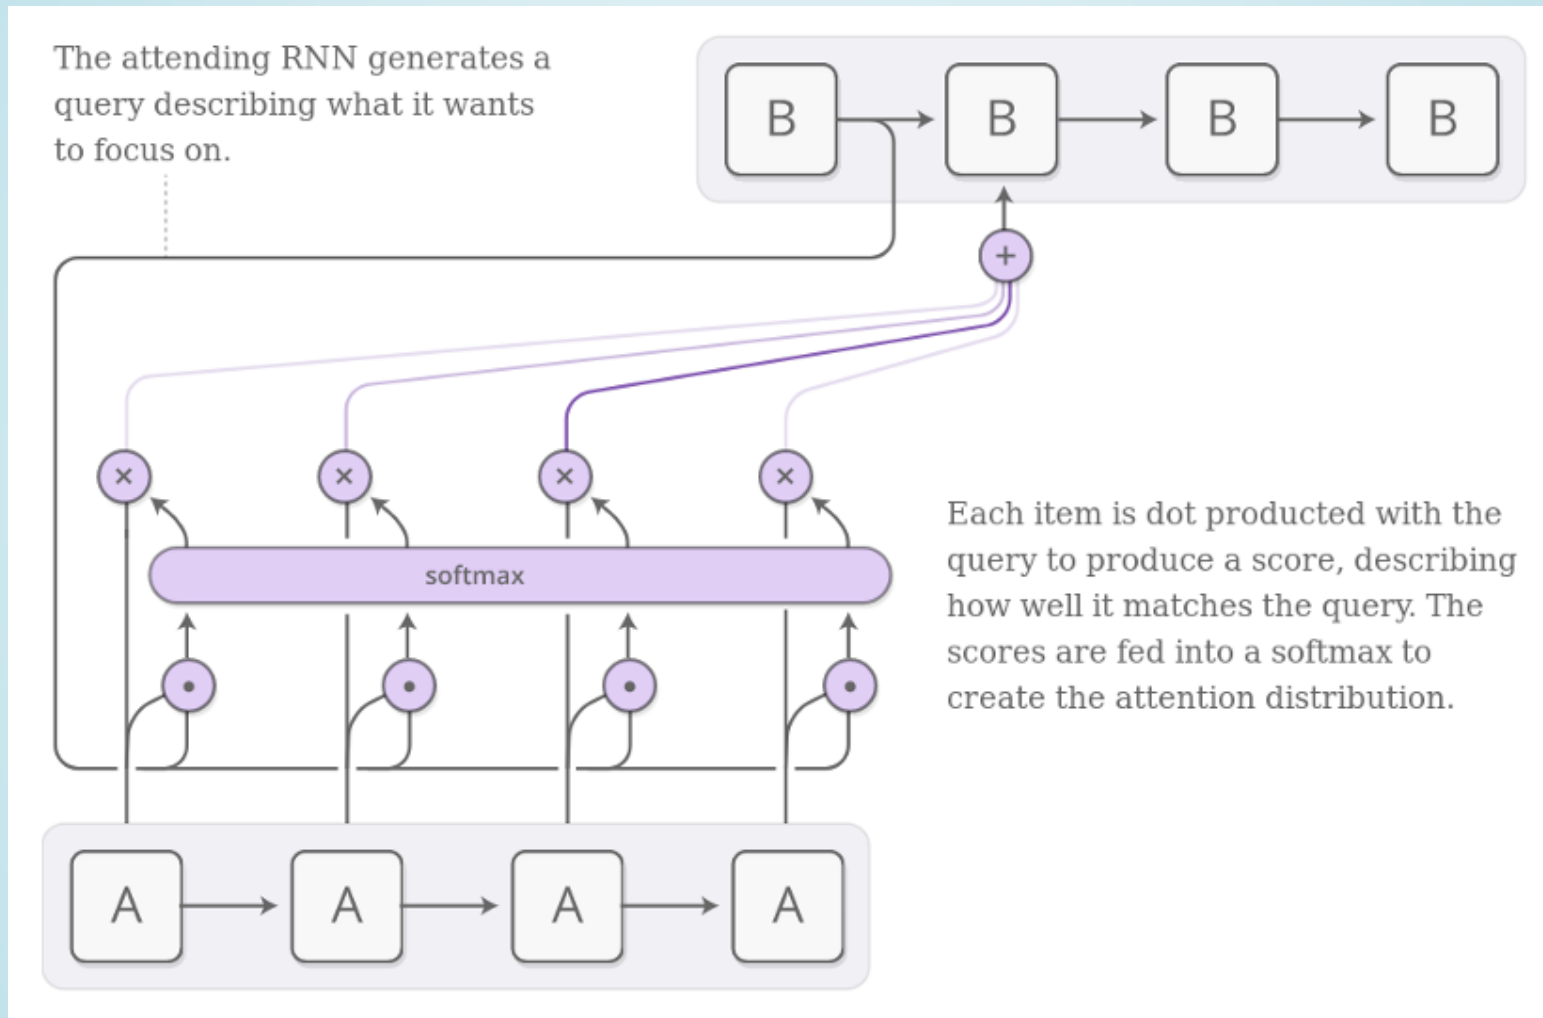 The attending RNN generates a
query describing what it wants
to focus on.
B B B B
+
× × × ×
softmax
Each item is dot producted with the
query to produce a score, describing
how well it matches the query. The
scores are fed into a softmax to
create the attention distribution.
A A A A